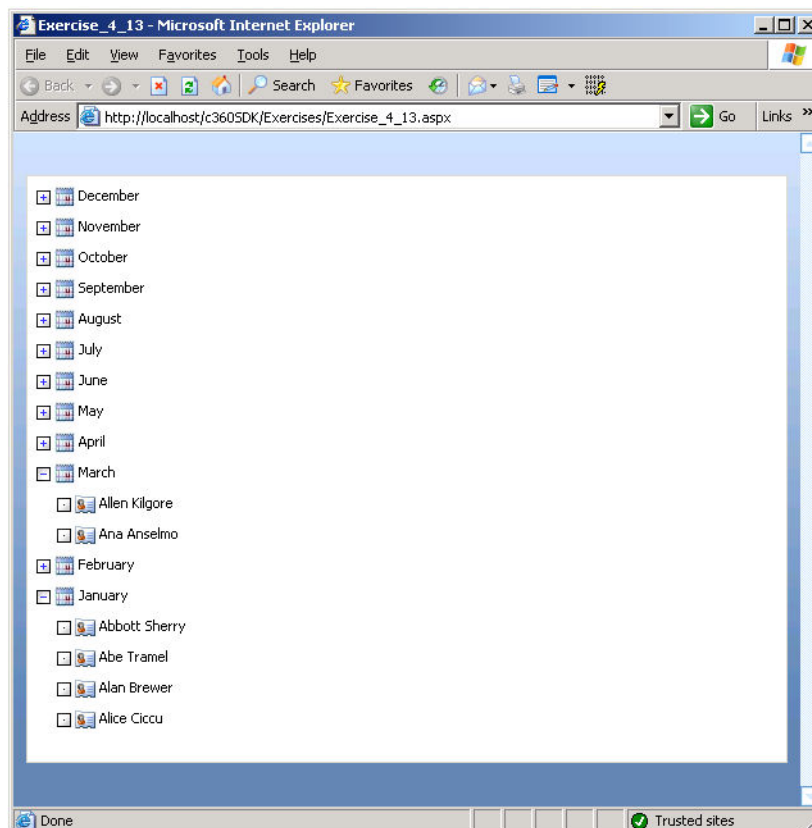 Exercise_4_13 - Microsoft Internet Explorer
File Edit View Favorites Tools Help
Back Search Favorites
Address http://localhost/c360SDK/Exercises/Exercise_4_13.aspx Go Links »
December
November
October
September
August
July
June
May
April
March
Allen Kilgore
Ana Anselmo
February
January
Abbott Sherry
Abe Tramel
Alan Brewer
Alice Ciccu
Done Trusted sites